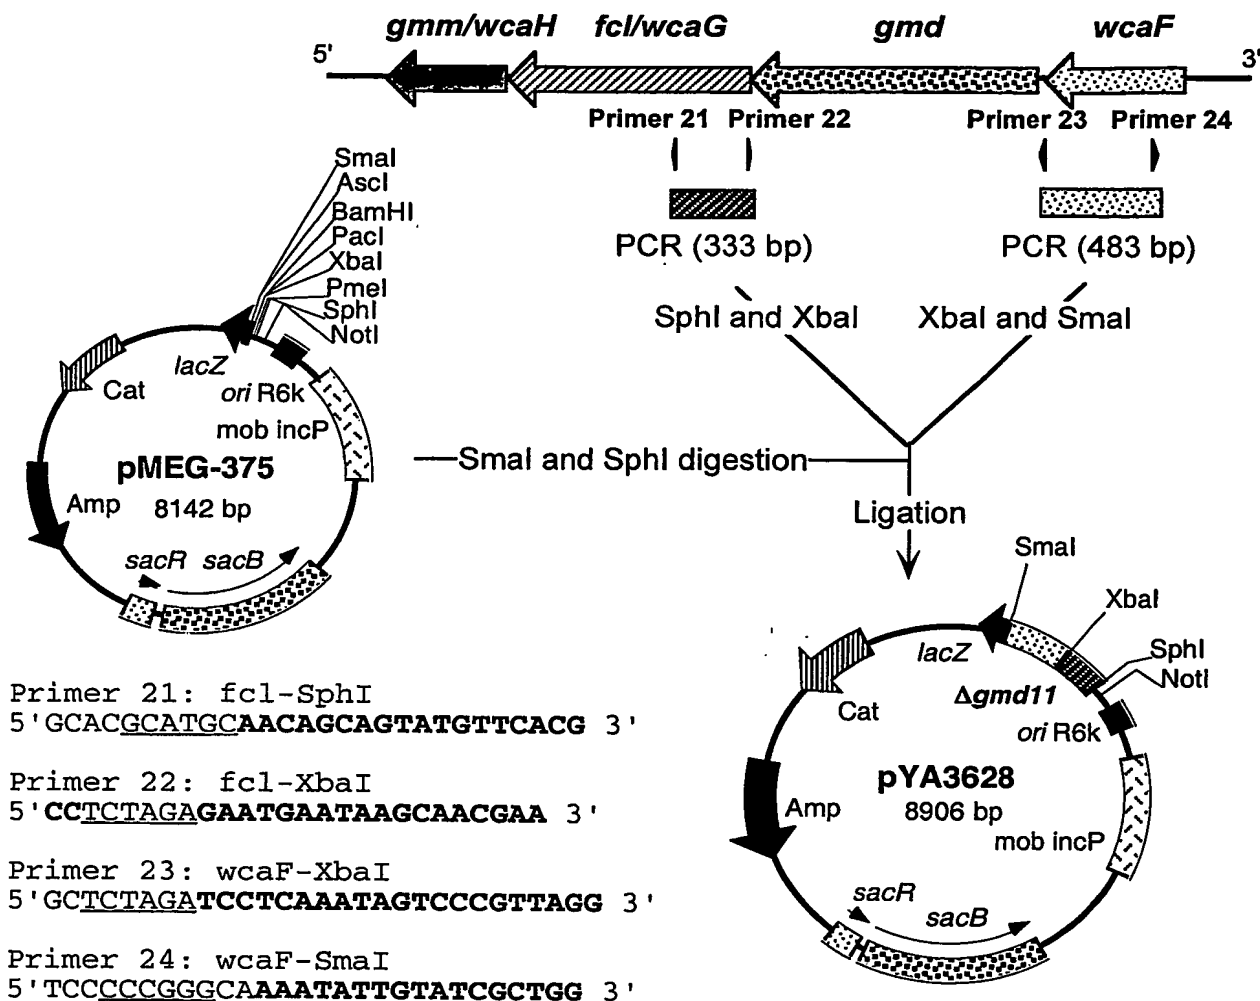 gmm/wcaH fcl/wcaG gmd wcaF
5' 3'
Primer 21 Primer 22 Primer 23 Primer 24
PCR (333 bp) PCR (483 bp)
SphI and XbaI XbaI and SmaI
SmaI
AscI
BamHI
PacI
XbaI
PmeI
SphI
NotI
lacZ
Cat
ori R6k
mob incP
pMEG-375
8142 bp
Amp
sacR sacB
SmaI and SphI digestion
Ligation
SmaI
XbaI
SphI
NotI
lacZ
Δgmd11
Cat
ori R6k
pYA3628
8906 bp
Amp
mob incP
sacR
sacB
Primer 21: fcl-SphI
5'GCACGCATGCAACAGCAGTATGTTCACG 3'
Primer 22: fcl-XbaI
5'CCTCTAGAGAATGAATAAGCAACGAA 3'
Primer 23: wcaF-XbaI
5'GCTCTAGATCCTCAAATAGTCCCGTTAGG 3'
Primer 24: wcaF-SmaI
5'TCCCCCGGGCAAAATATTGTATCGCTGG 3'